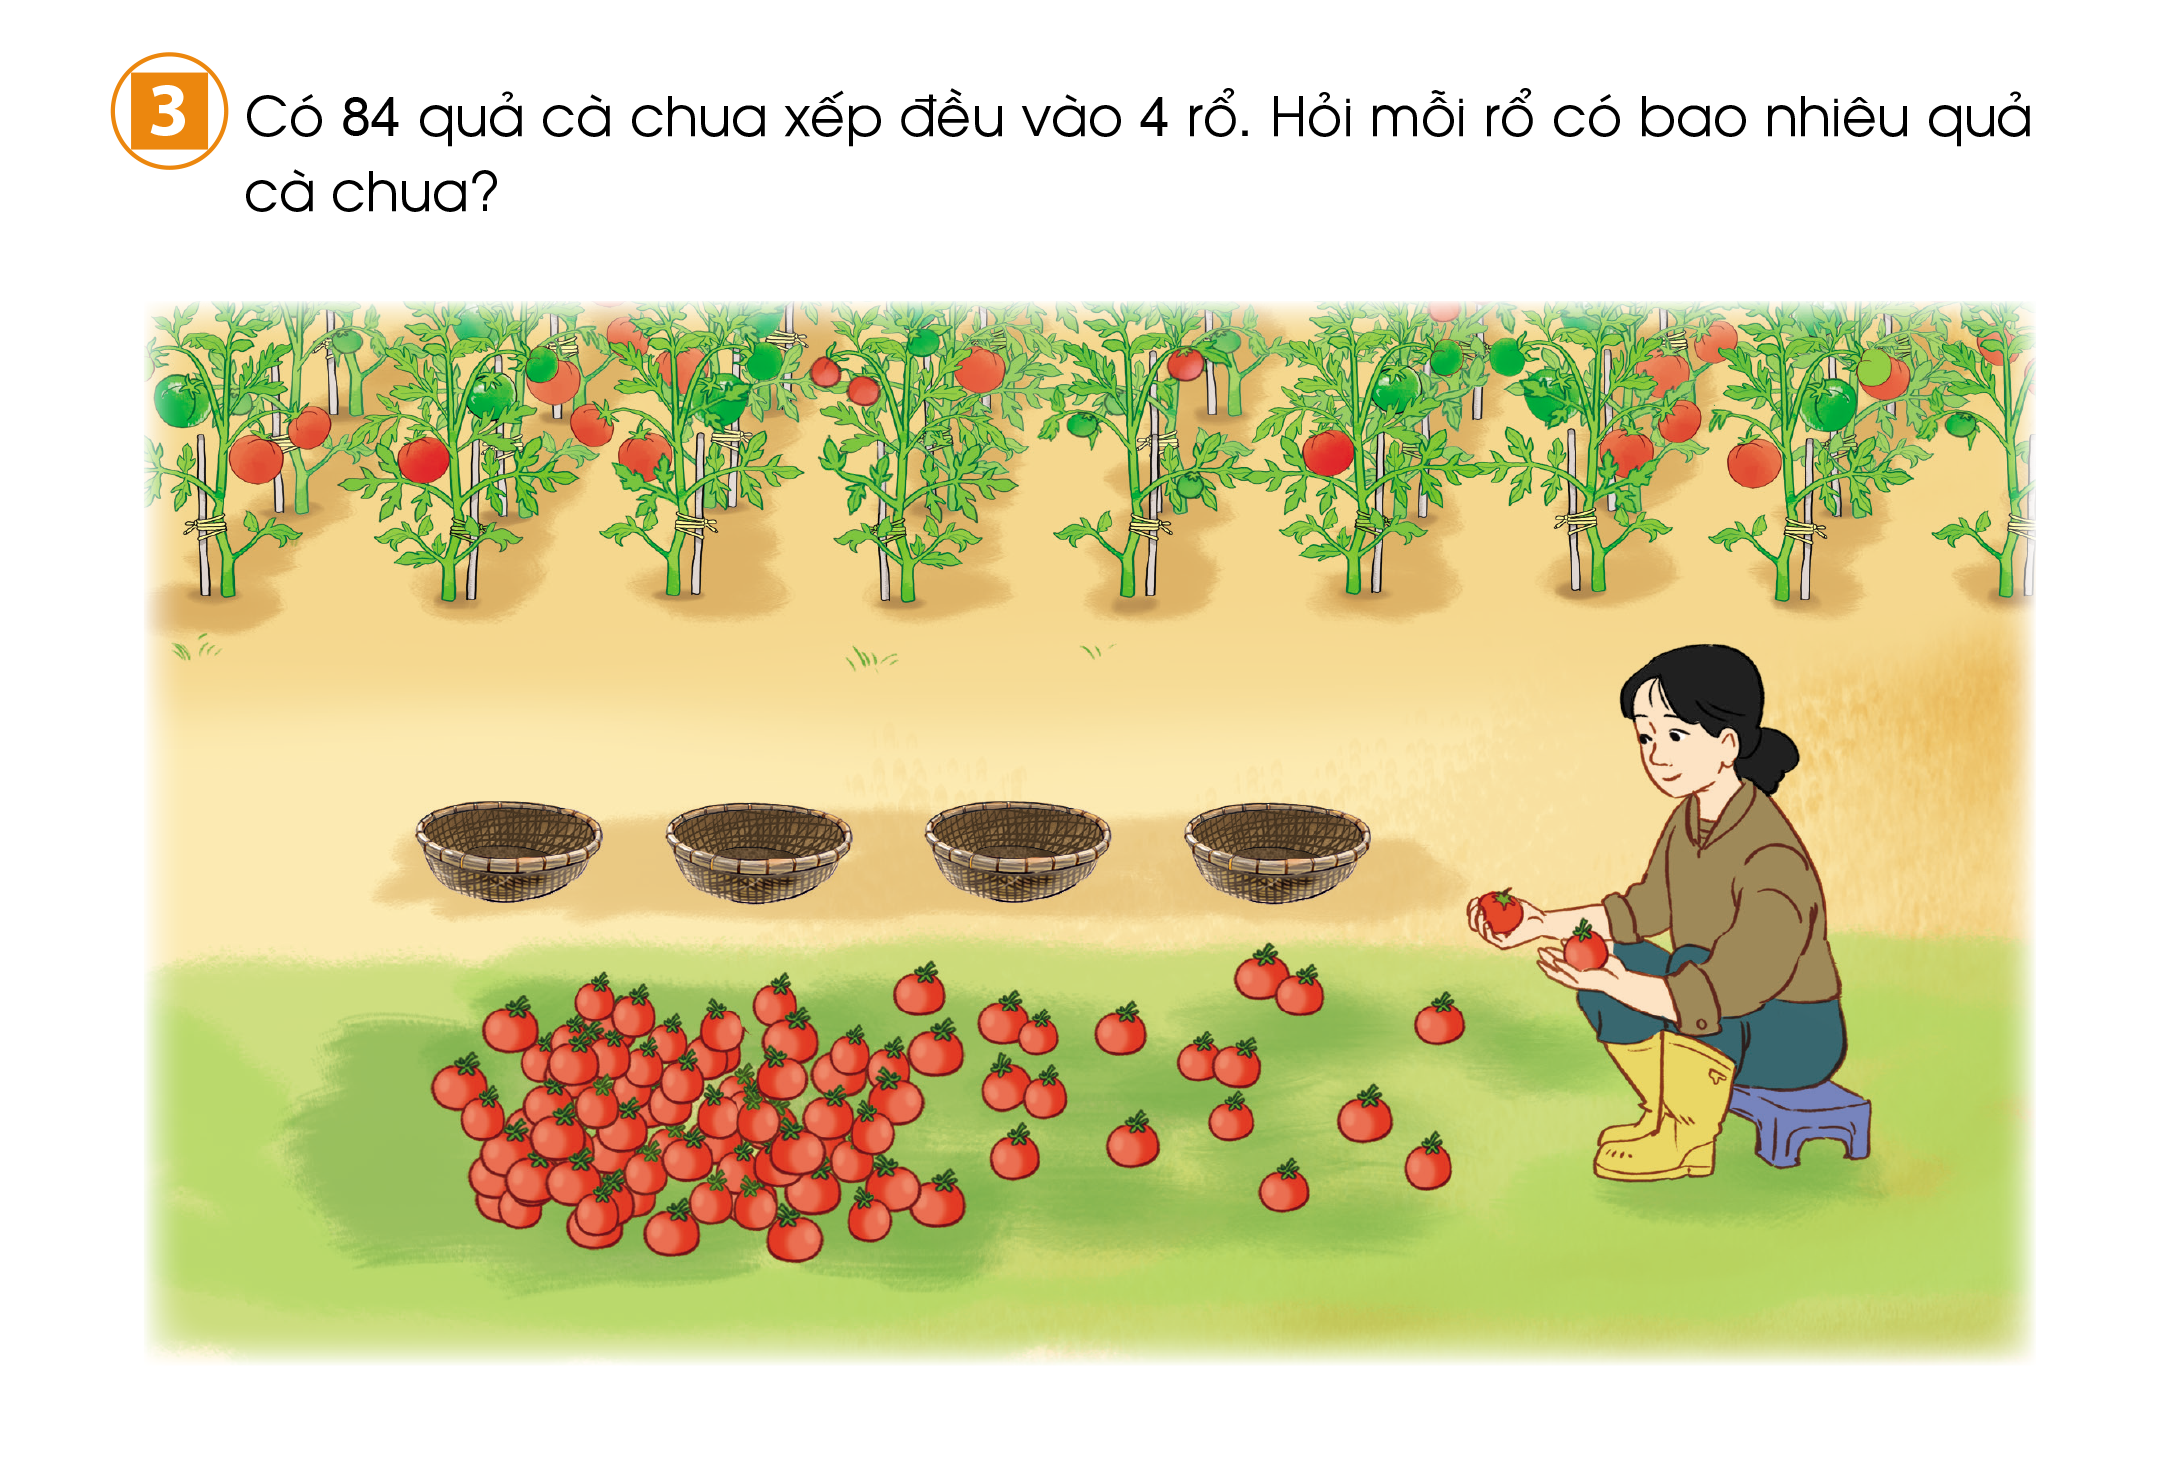 3 Có 84 quả cà chua xếp đều vào 4 rổ. Hỏi mỗi rổ có bao nhiêu quả
cà chua?